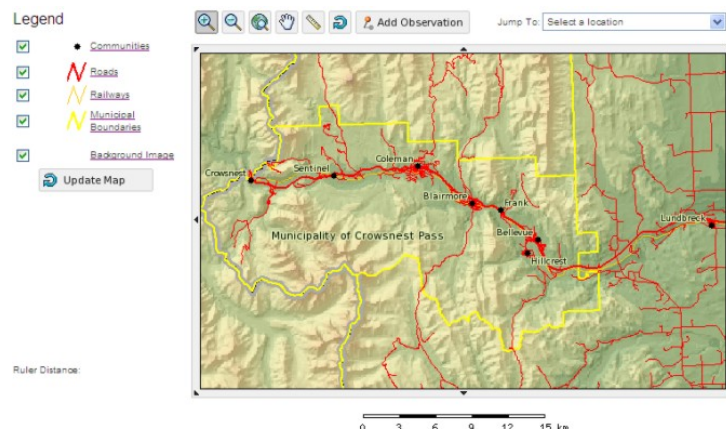 Legend
Communities
Roads
Railways
Municipal
Boundaries
Background Image
Update Map
Ruler Distance:
Add Observation
Jump To: Select a location
Crowsnest
Sentinel
Coleman
Blairmore
Frank
Bellevue
Hillcrest
Lundbreck
Municipality of Crowsnest Pass
0 3 6 9 12 15 km